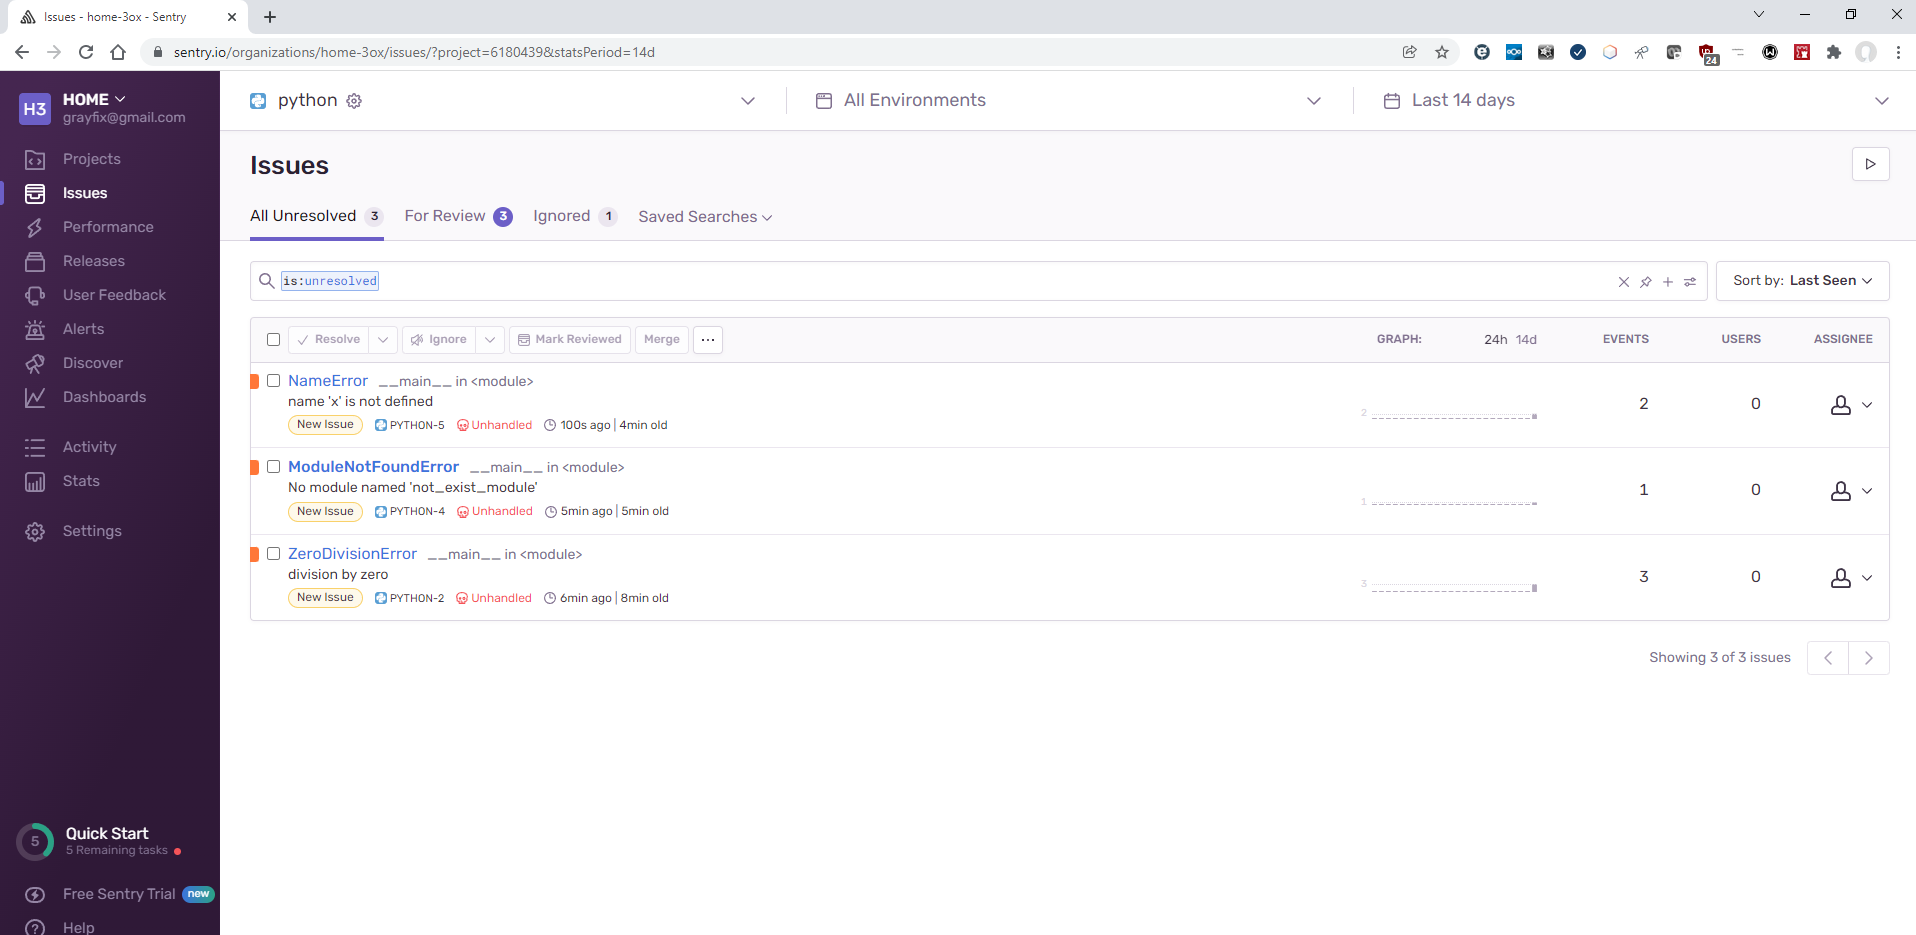 Issues - home-3ox - Sentry
sentry.io/organizations/home-3ox/issues/?project=6180439&statsPeriod=14d
24
H3
HOME
grayfix@gmail.com
Projects
Issues
Performance
Releases
User Feedback
Alerts
Discover
Dashboards
Activity
Stats
Settings
5
Quick Start
5 Remaining tasks
Free Sentry Trial new
Help
python
All Environments
Last 14 days
Issues
All Unresolved 3
For Review 3
Ignored 1
Saved Searches
is:unresolved
Sort by: Last Seen
Resolve
Ignore
Mark Reviewed
Merge
GRAPH:
24h 14d
EVENTS
USERS
ASSIGNEE
NameError __main__ in <module>
name 'x' is not defined
New Issue PYTHON-5 Unhandled 100s ago | 4min old
2
2
0
ModuleNotFoundError __main__ in <module>
No module named 'not_exist_module'
New Issue PYTHON-4 Unhandled 5min ago | 5min old
1
1
0
ZeroDivisionError __main__ in <module>
division by zero
New Issue PYTHON-2 Unhandled 6min ago | 8min old
3
3
0
Showing 3 of 3 issues